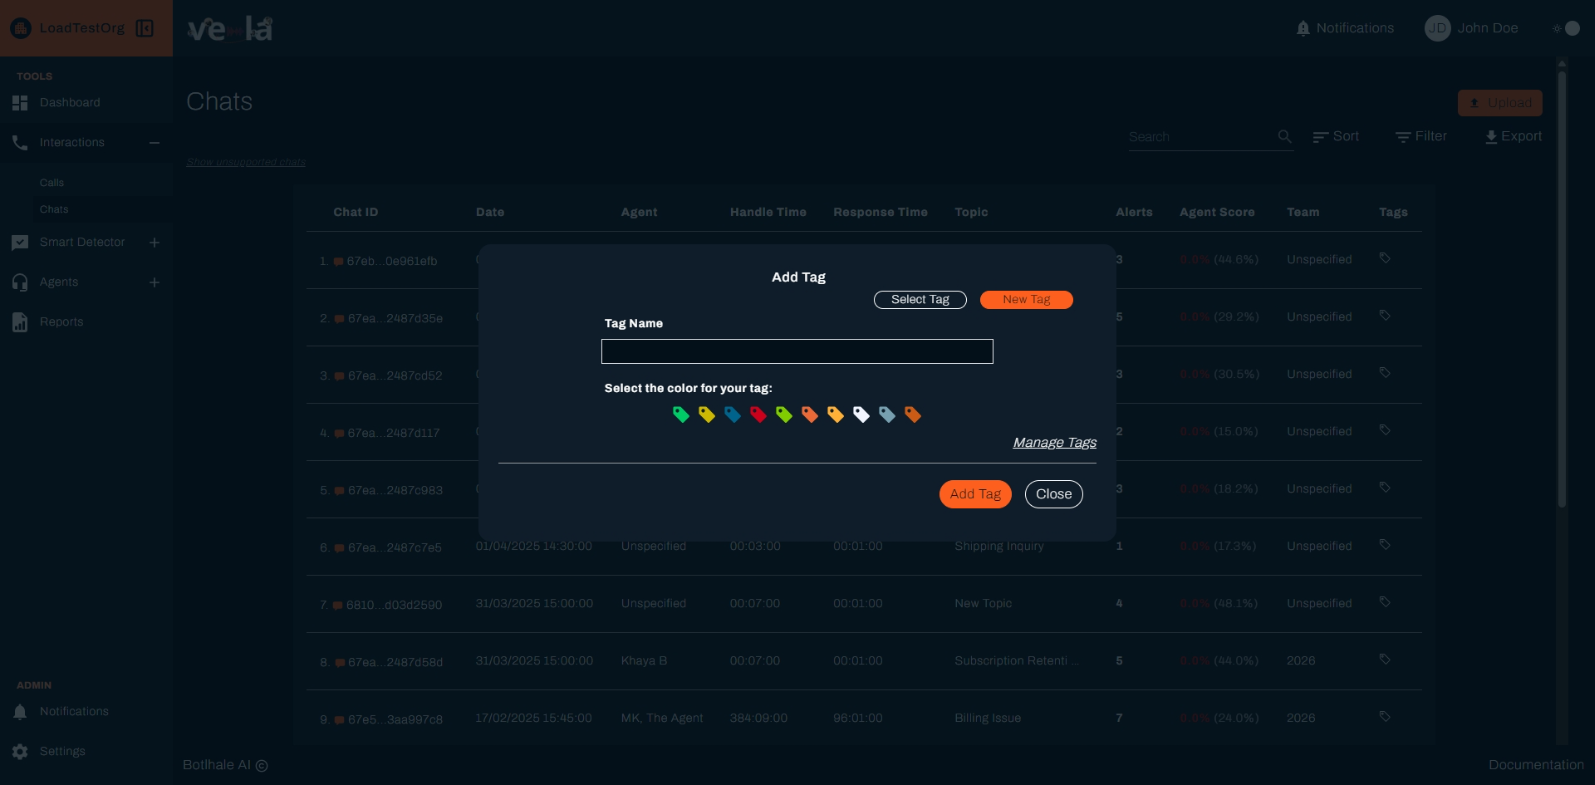 LoadTestOrg
vela
Notifications
JD John Doe
TOOLS
Dashboard
Interactions
Calls
Chats
Smart Detector
Agents
Reports
ADMIN
Notifications
Settings
Chats
Upload
Search
Sort
Filter
Export
Show unsupported chats
Chat ID Date Agent Handle Time Response Time Topic Alerts Agent Score Team Tags
1. 67eb...0e961efb 3 0.0% (44.6%) Unspecified
2. 67ea...2487d35e 5 0.0% (29.2%) Unspecified
3. 67ea...2487cd52 3 0.0% (30.5%) Unspecified
4. 67ea...2487d117 2 0.0% (15.0%) Unspecified
5. 67ea...2487c983 3 0.0% (18.2%) Unspecified
6. 67ea...2487c7e5 01/04/2025 14:30:00 Unspecified 00:03:00 00:01:00 Shipping Inquiry 1 0.0% (17.3%) Unspecified
7. 6810...d03d2590 31/03/2025 15:00:00 Unspecified 00:07:00 00:01:00 New Topic 4 0.0% (48.1%) Unspecified
8. 67ea...2487d58d 31/03/2025 15:00:00 Khaya B 00:07:00 00:01:00 Subscription Retenti ... 5 0.0% (44.0%) 2026
9. 67e5...3aa997c8 17/02/2025 15:45:00 MK, The Agent 384:09:00 96:01:00 Billing Issue 7 0.0% (24.0%) 2026
Add Tag
Select Tag
New Tag
Tag Name
Select the color for your tag:
Manage Tags
Add Tag
Close
Botlhale AI ©
Documentation